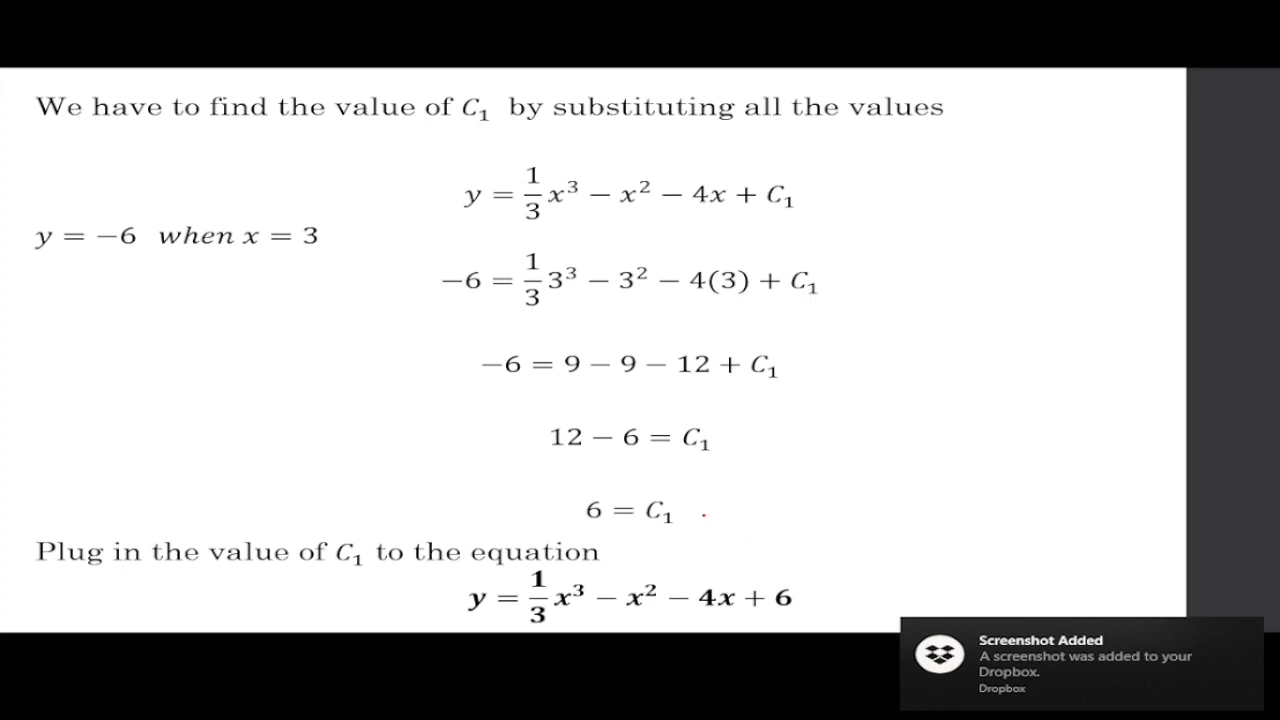 We have to find the value of C₁ by substituting all the values
y = 1/3 x³ − x² − 4x + C₁
y = −6 when x = 3
−6 = 1/3 3³ − 3² − 4(3) + C₁
−6 = 9 − 9 − 12 + C₁
12 − 6 = C₁
6 = C₁
Plug in the value of C₁ to the equation
y = 1/3 x³ − x² − 4x + 6
Screenshot Added
A screenshot was added to your
Dropbox.
Dropbox